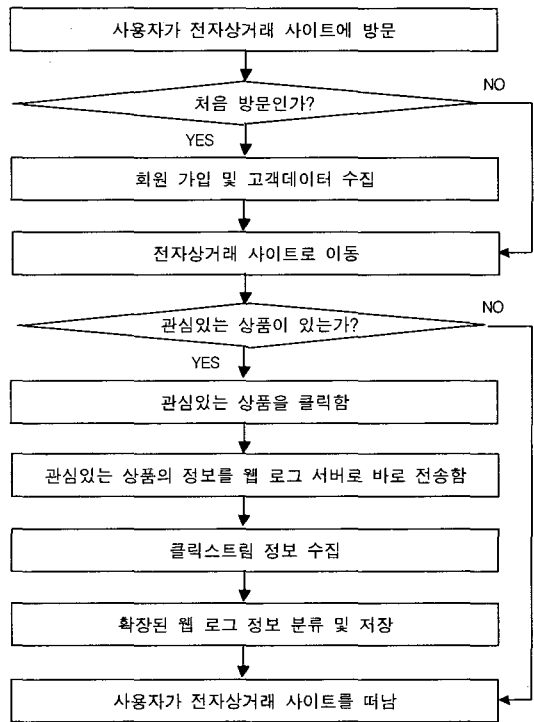 사용자가 전자상거래 사이트에 방문
NO
처음 방문인가?
YES
회원 가입 및 고객데이터 수집
전자상거래 사이트로 이동
NO
관심있는 상품이 있는가?
YES
관심있는 상품을 클릭함
관심있는 상품의 정보를 웹 로그 서버로 바로 전송함
클릭스트림 정보 수집
확장된 웹 로그 정보 분류 및 저장
사용자가 전자상거래 사이트를 떠남